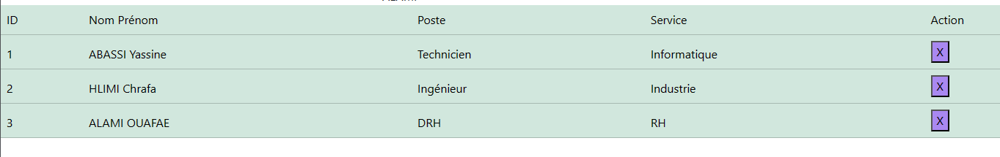 ID Nom Prénom Poste Service Action
1 ABASSI Yassine Technicien Informatique X
2 HLIMI Chrafa Ingénieur Industrie X
3 ALAMI OUAFAE DRH RH X